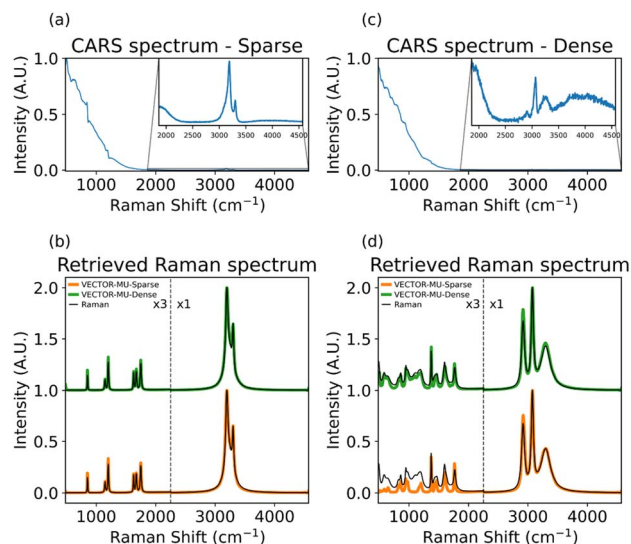 (a)
CARS spectrum - Sparse
1.0
0.5
0.0
Intensity (A.U.)
2000 2500 3000 3500 4000 4500
1000 2000 3000 4000
Raman Shift (cm⁻¹)
(c)
CARS spectrum - Dense
1.0
0.5
0.0
Intensity (A.U.)
2000 2500 3000 3500 4000 4500
1000 2000 3000 4000
Raman Shift (cm⁻¹)
(b)
Retrieved Raman spectrum
VECTOR-MU-Sparse
VECTOR-MU-Dense
Raman
x3 x1
2.0
1.5
1.0
0.5
0.0
Intensity (A.U.)
1000 2000 3000 4000
Raman Shift (cm⁻¹)
(d)
Retrieved Raman spectrum
VECTOR-MU-Sparse
VECTOR-MU-Dense
Raman
x3 x1
2.0
1.5
1.0
0.5
0.0
Intensity (A.U.)
1000 2000 3000 4000
Raman Shift (cm⁻¹)